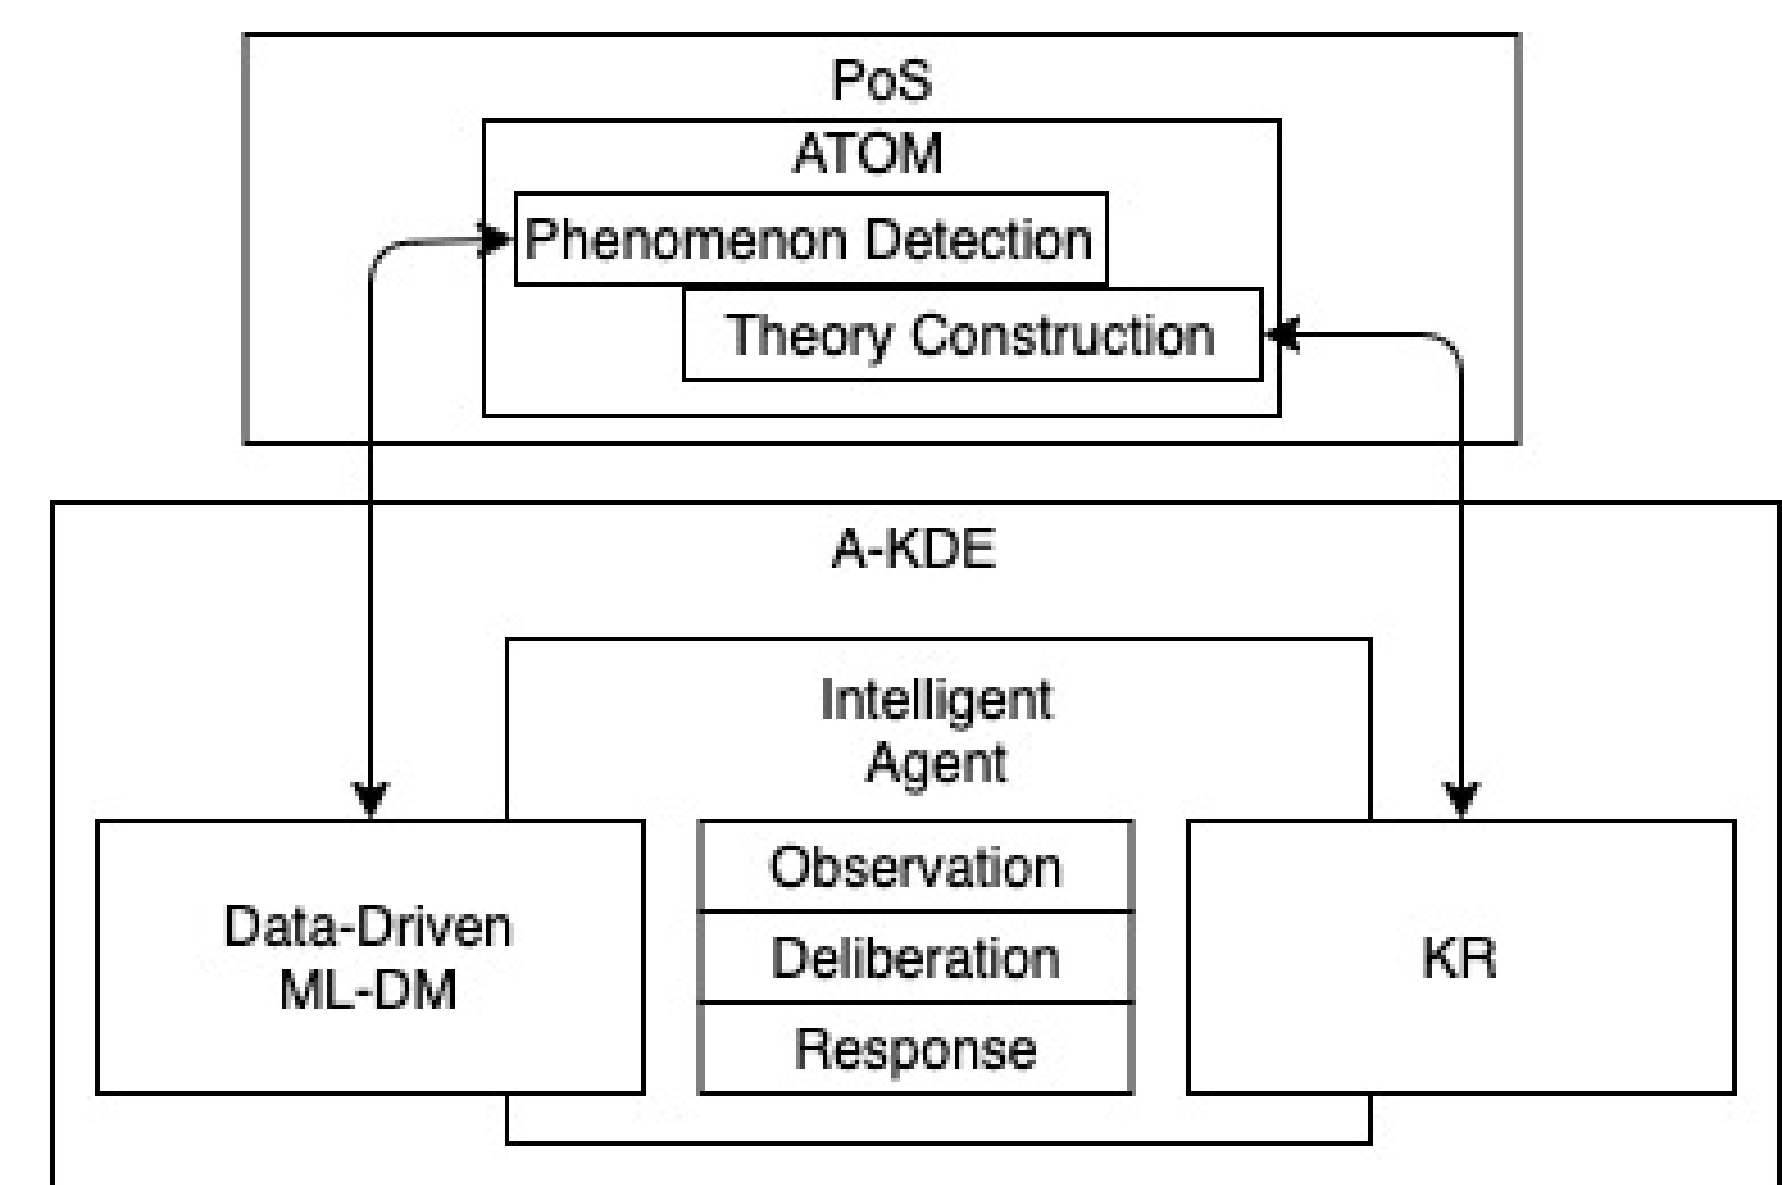 PoS
ATOM
Phenomenon Detection
Theory Construction
A-KDE
Intelligent
Agent
Observation
Data-Driven
ML-DM
Deliberation
KR
Response